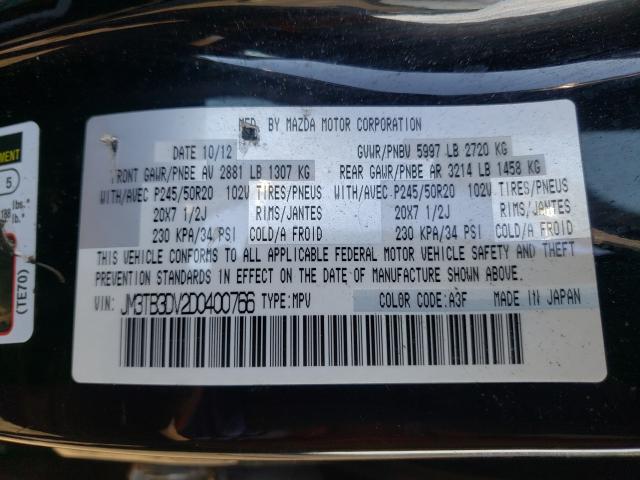 MFD. BY MAZDA MOTOR CORPORATION
DATE 10/12 GVWR/PNBV 5997 LB 2720 KG
FRONT GAWR/PNBE AV 2881 LB 1307 KG REAR GAWR/PNBE AR 3214 LB 1458 KG
WITH/AVEC P245/50R20 102V TIRES/PNEUS WITH/AVEC P245/50R20 102V TIRES/PNEUS
20X7 1/2J RIMS/JANTES 20X7 1/2J RIMS/JANTES
230 KPA/34 PSI COLD/A FROID 230 KPA/34 PSI COLD/A FROID
THIS VEHICLE CONFORMS TO ALL APPLICABLE FEDERAL MOTOR VEHICLE SAFETY AND THEFT
PREVENTION STANDARDS IN EFFECT ON THE DATE OF MANUFACTURE SHOWN ABOVE.
VIN: JM3TB3DV2D0400766 TYPE:MPV COLOR CODE:A3F MADE IN JAPAN
5
188 lbs.*
lb.*
(TE70)